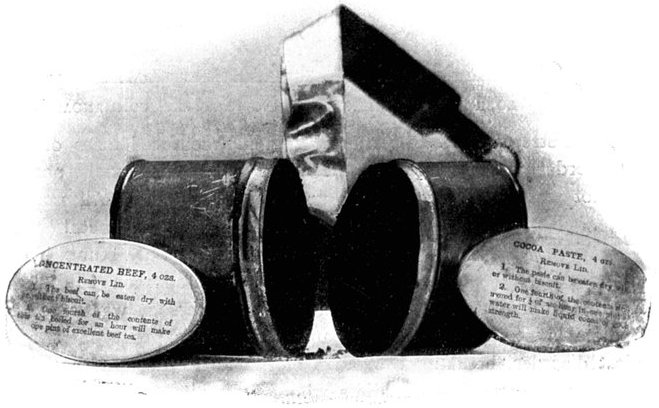 CONCENTRATED BEEF, 4 ozs.
REMOVE LID.
1. The beef can be eaten dry with
biscuit.
of the contents of
boiled for an hour will make
one pint of excellent beef tea.
COCOA PASTE, 4 ozs.
REMOVE LID.
1. The paste can be eaten dry
or without biscuit.
2. One fourth of the contents
for
water will make liquid cocoa
strength.